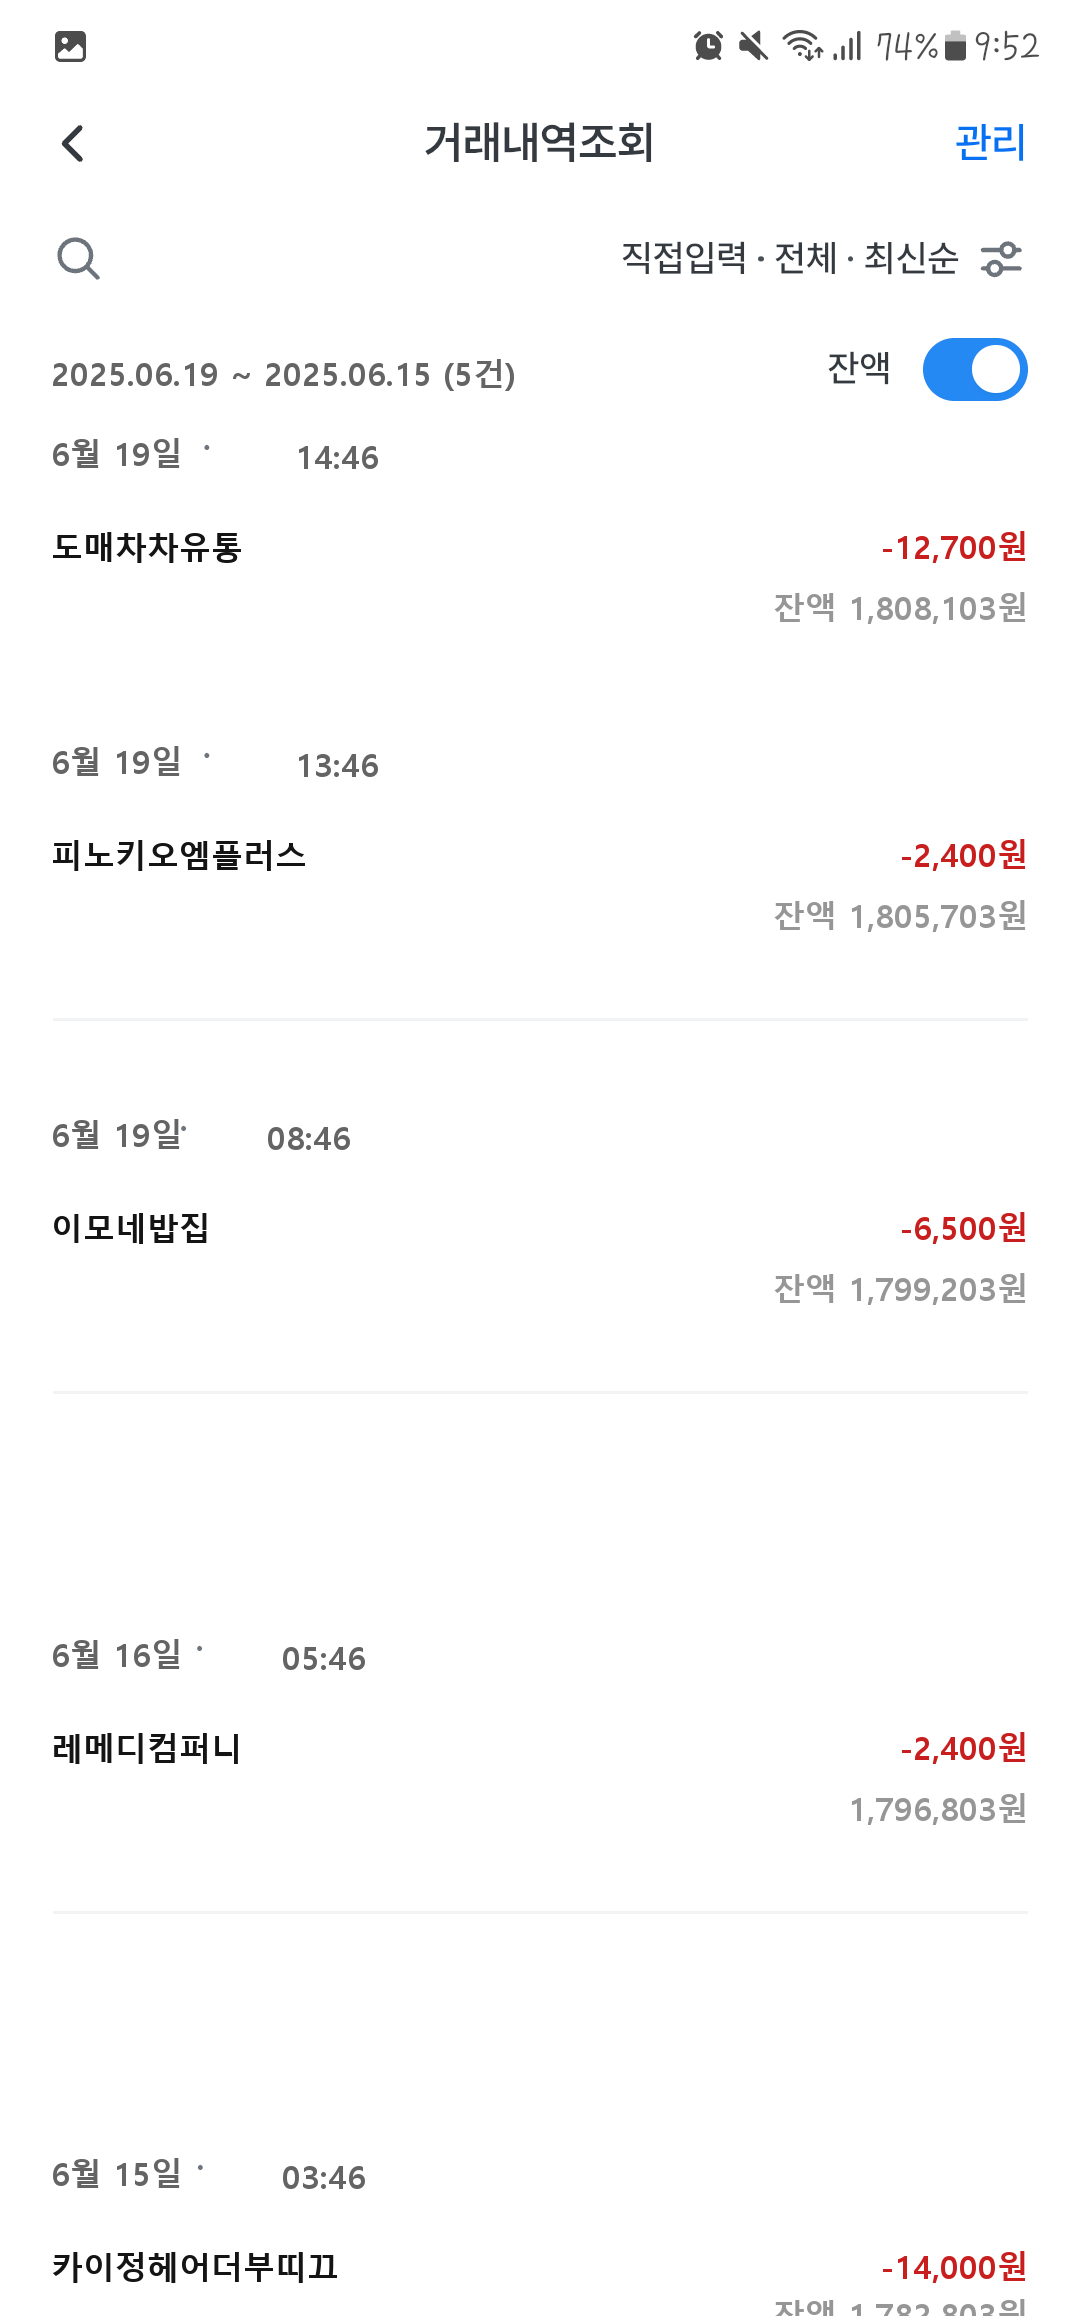 74% 9:52
거래내역조회 관리
직접입력 · 전체 · 최신순
2025.06.19 ~ 2025.06.15 (5건) 잔액
6월 19일 · 14:46
도매차차유통 -12,700원
잔액 1,808,103원
6월 19일 · 13:46
피노키오엠플러스 -2,400원
잔액 1,805,703원
6월 19일· 08:46
이모네밥집 -6,500원
잔액 1,799,203원
6월 16일 · 05:46
레메디컴퍼니 -2,400원
1,796,803원
6월 15일 · 03:46
카이정헤어더부띠끄 -14,000원
잔액 1,782,803원